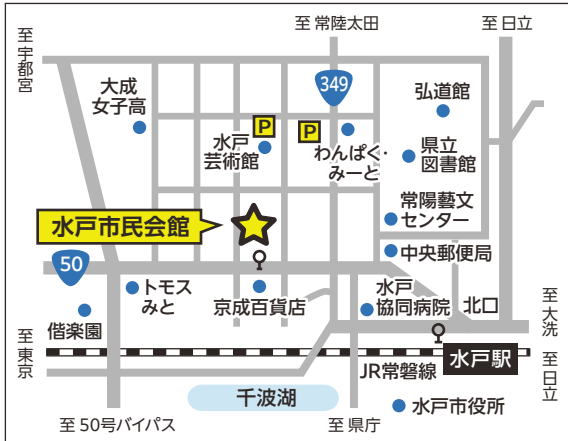 至常陸太田
至日立
至宇都宮
349
大成
女子高
弘道館
P
P
水戸
芸術館
わんぱく・
みーと
県立
図書館
常陽藝文
センター
水戸市民会館
中央郵便局
50
トモス
みと
京成百貨店
水戸
協同病院
北口
至大洗
偕楽園
至東京
JR常磐線
水戸駅
至日立
千波湖
至50号バイパス
至県庁
水戸市役所